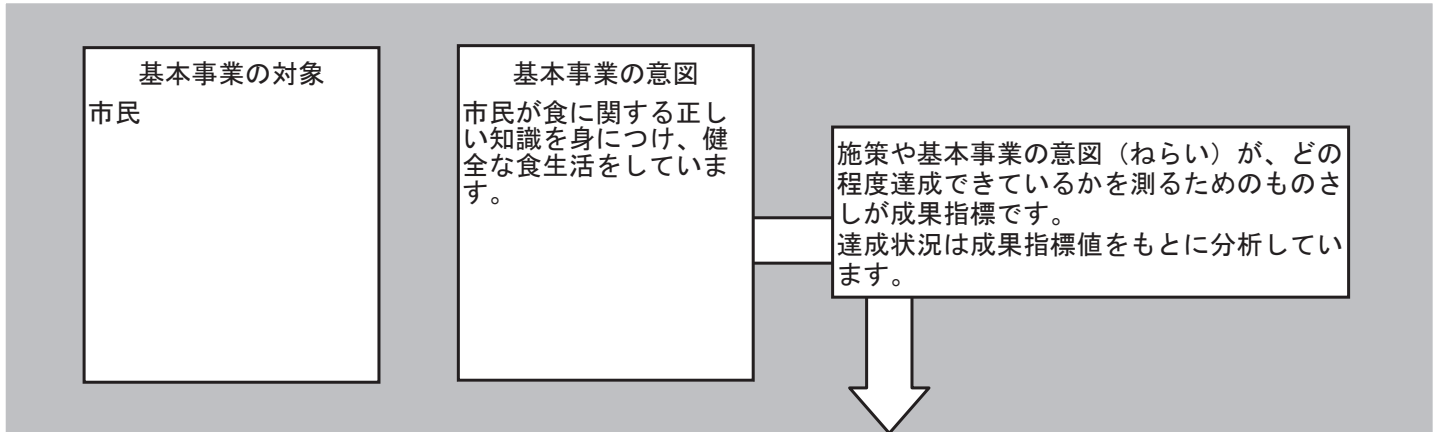 基本事業の対象
市民
基本事業の意図
市民が食に関する正し
い知識を身につけ、健
全な食生活をしていま
す。
施策や基本事業の意図（ねらい）が、どの
程度達成できているかを測るためのものさ
しが成果指標です。
達成状況は成果指標値をもとに分析してい
ます。